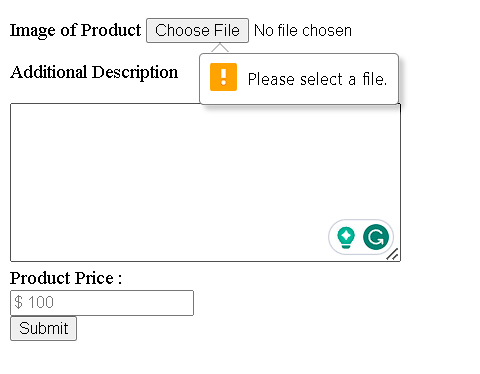 Image of Product Choose File No file chosen
Please select a file.
Additional Description
Product Price :
$ 100
Submit